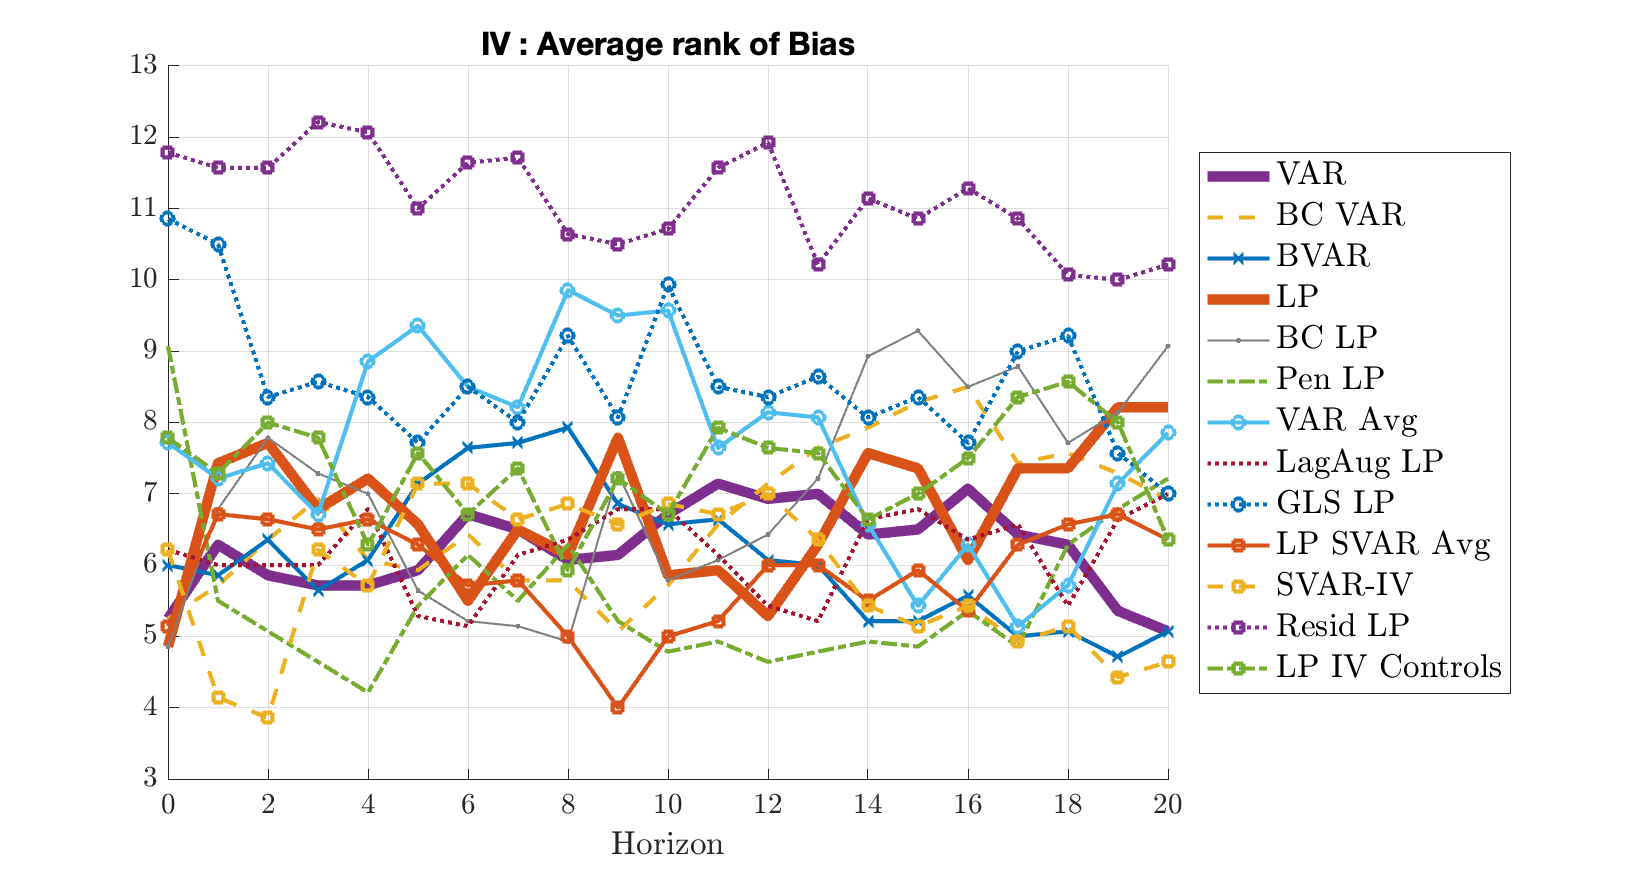 IV : Average rank of Bias
13
12
11
10
9
8
7
6
5
4
3
0 2 4 6 8 10 12 14 16 18 20
Horizon
VAR
BC VAR
BVAR
LP
BC LP
Pen LP
VAR Avg
LagAug LP
GLS LP
LP SVAR Avg
SVAR-IV
Resid LP
LP IV Controls